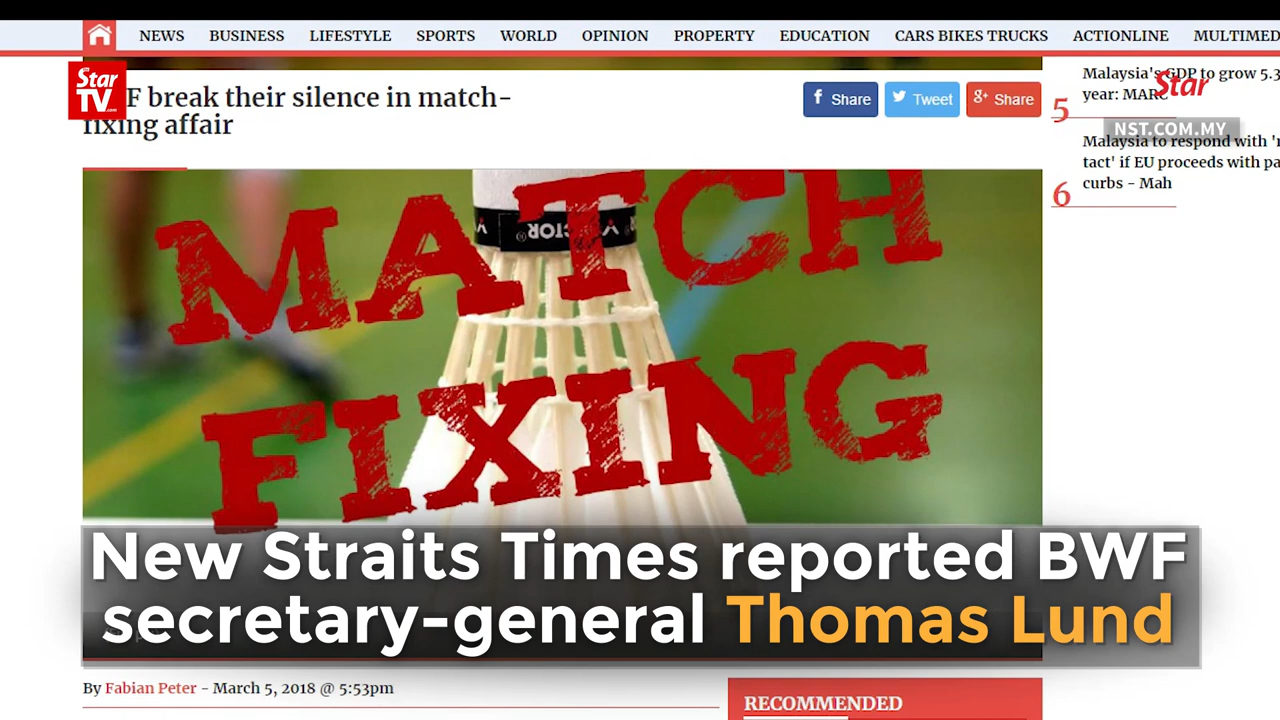 NEWS BUSINESS LIFESTYLE SPORTS WORLD OPINION PROPERTY EDUCATION CARS BIKES TRUCKS ACTIONLINE MULTIMED
Star
TV.com
F break their silence in match-
fixing affair
Share
Tweet
Share
5
Malaysia's GDP to grow 5.3
year: MARC
Star
NST.COM.MY
6
Malaysia to respond with
tact' if EU proceeds with pa
curbs - Mah
MATCH
FIXING
New Straits Times reported BWF
secretary-general Thomas Lund
By Fabian Peter - March 5, 2018 @ 5:53pm
RECOMMENDED